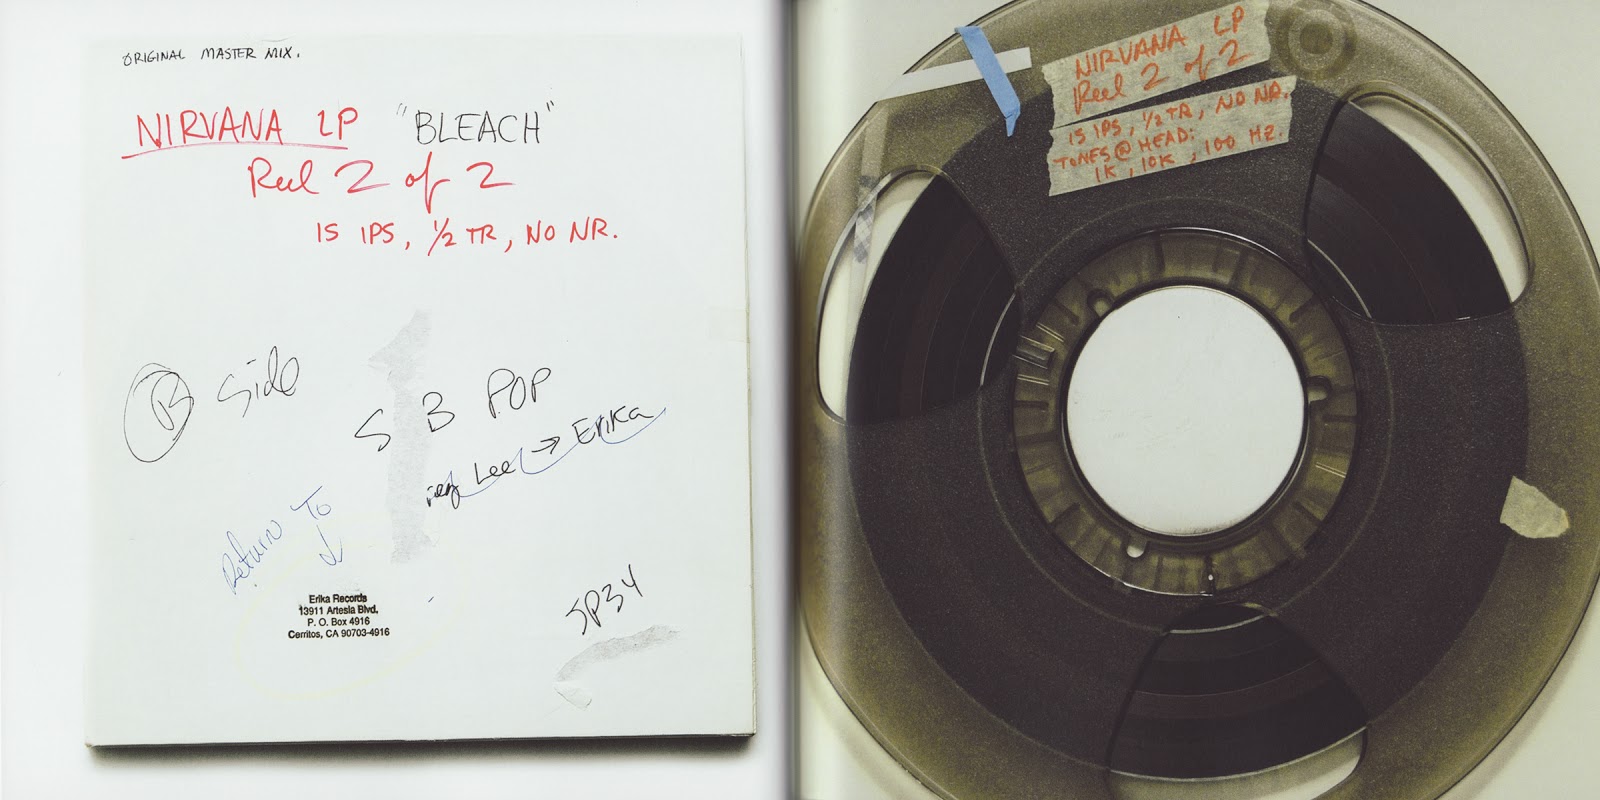 ORIGINAL MASTER MIX.
NIRVANA LP "BLEACH"
Reel 2 of 2
15 IPS, 1/2 TR, NO NR.
B Side
S B POP
Lee → Erika
Return To
Erika Records
13911 Artesia Blvd.
P. O. Box 4916
Cerritos, CA 90703-4916
SP34
NIRVANA LP
Reel 2 of 2
15 IPS, 1/2 TR, NO NR.
TONES @ HEAD:
1K, 10K, 100 HZ.